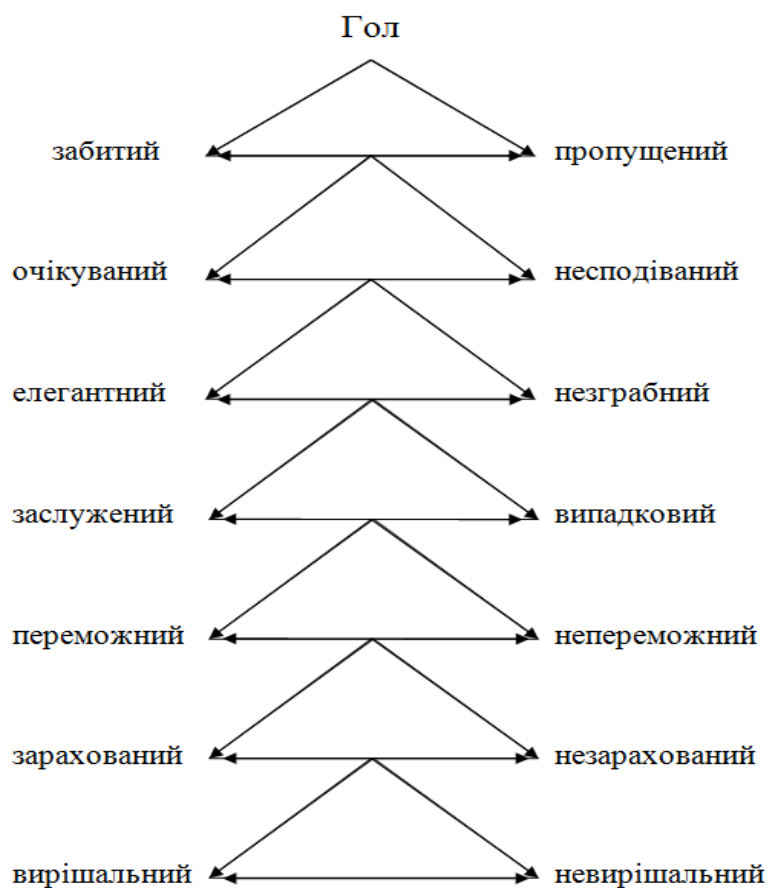 Гол
забитий пропущений
очікуваний несподіваний
елегантний незграбний
заслужений випадковий
переможний непереможний
зарахований незарахований
вирішальний невирішальний